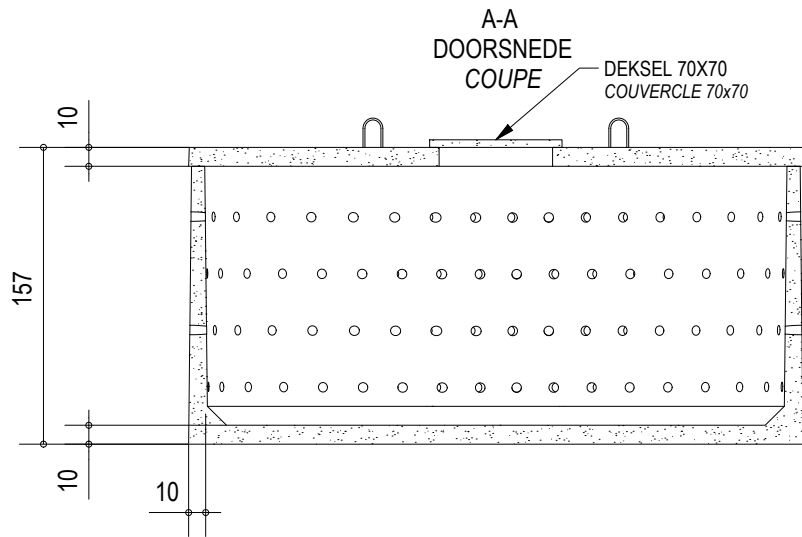 A-A
DOORSNEDE
COUPE
DEKSEL 70X70
COUVERCLE 70x70
10
157
10
10